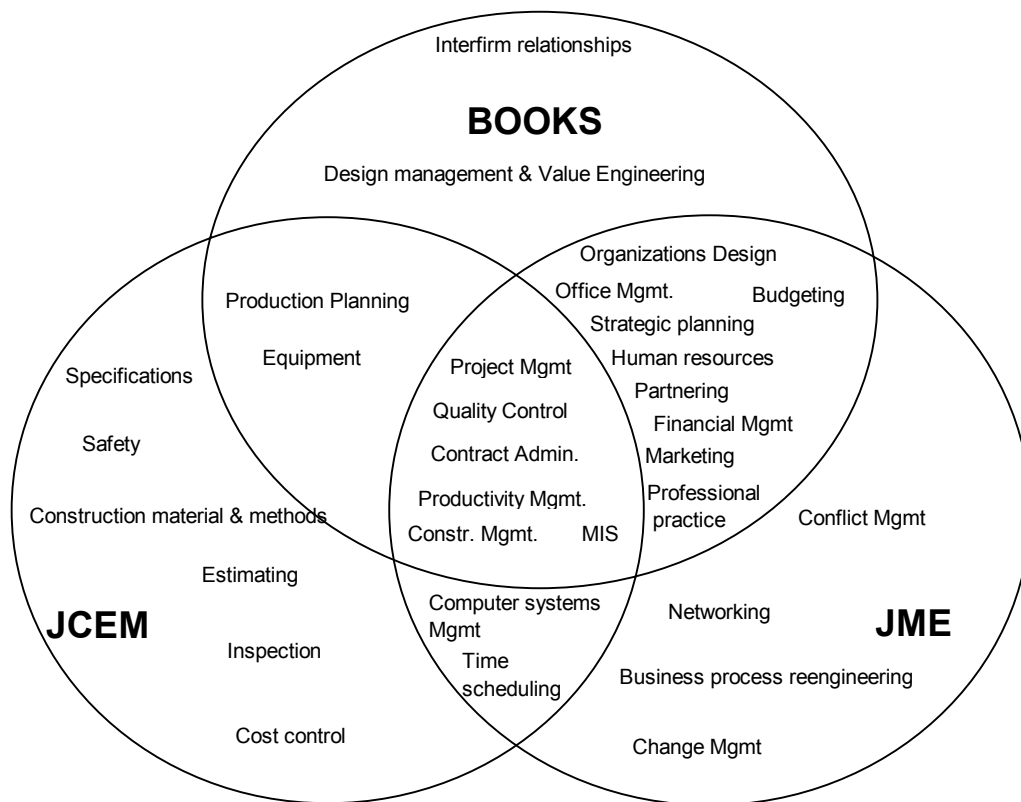 Interfirm relationships
BOOKS
Design management & Value Engineering
Organizations Design
Office Mgmt.
Budgeting
Production Planning
Strategic planning
Equipment
Human resources
Project Mgmt
Specifications
Partnering
Quality Control
Financial Mgmt
Safety
Contract Admin.
Marketing
Productivity Mgmt.
Professional
practice
Construction material & methods
Conflict Mgmt
Constr. Mgmt.
MIS
Estimating
Computer systems
Mgmt
Networking
JCEM
JME
Inspection
Time
scheduling
Business process reengineering
Cost control
Change Mgmt